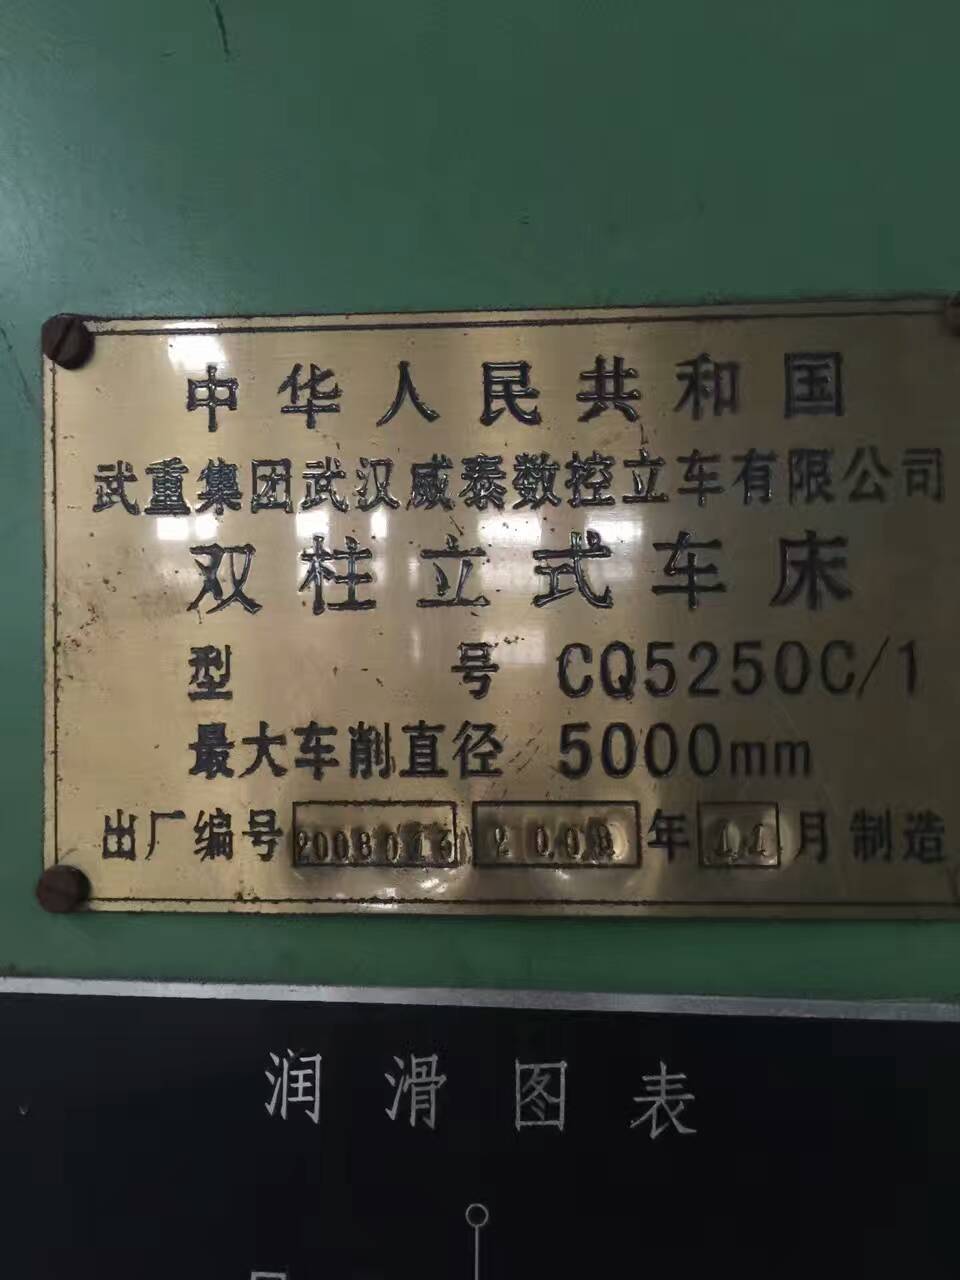 中华人民共和国
武重集团武汉威泰数控立车有限公司
双柱立式车床
型号 CQ5250C/1
最大车削直径 5000mm
出厂编号 2008 年 11 月制造
润滑图表